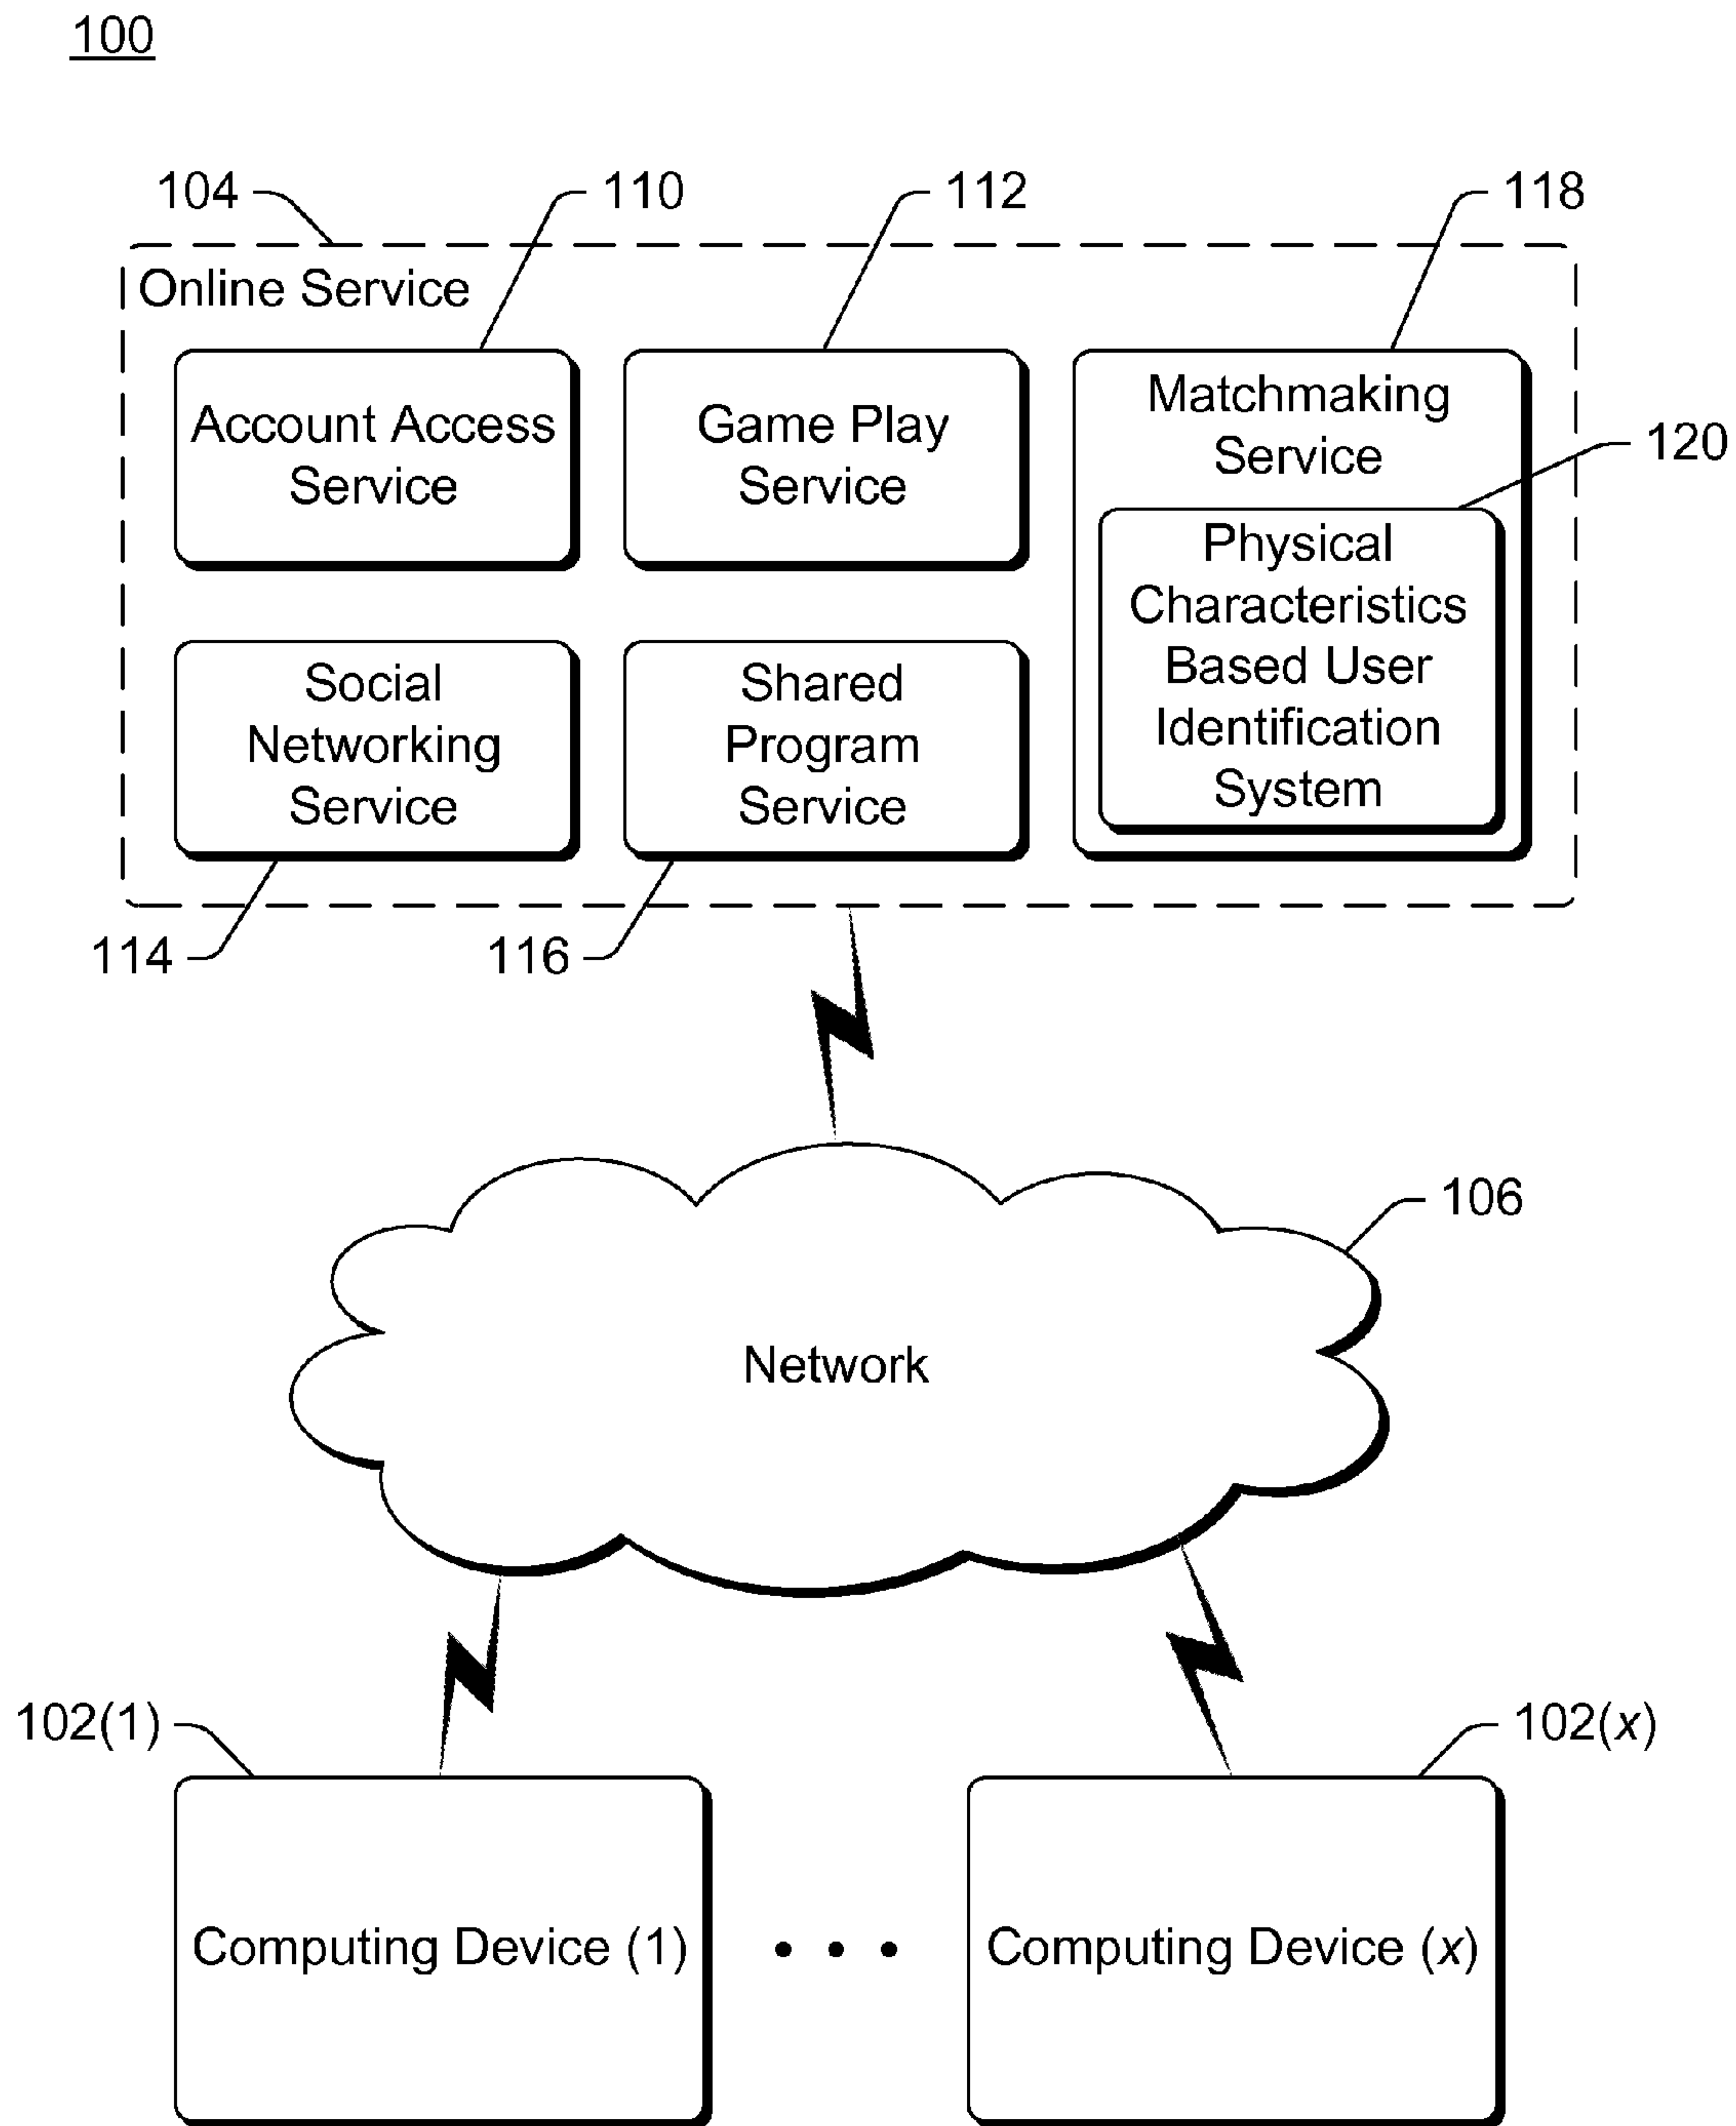 100
104
110
112
118
Online Service
Account Access
Service
Game Play
Service
Matchmaking
Service
120
Physical
Characteristics
Based User
Identification
System
Social
Networking
Service
Shared
Program
Service
114
116
106
Network
102(1)
102(x)
Computing Device (1)
• • •
Computing Device (x)